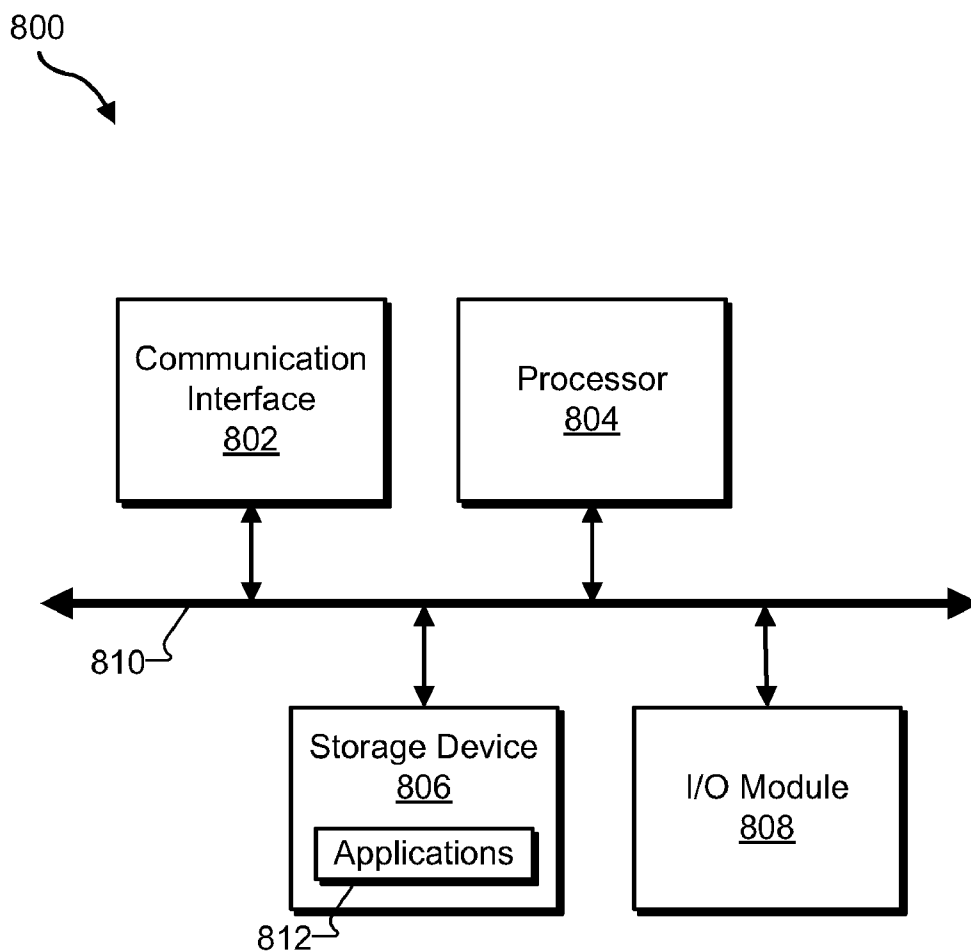 800
Communication
Interface
802
Processor
804
810
Storage Device
806
Applications
812
I/O Module
808